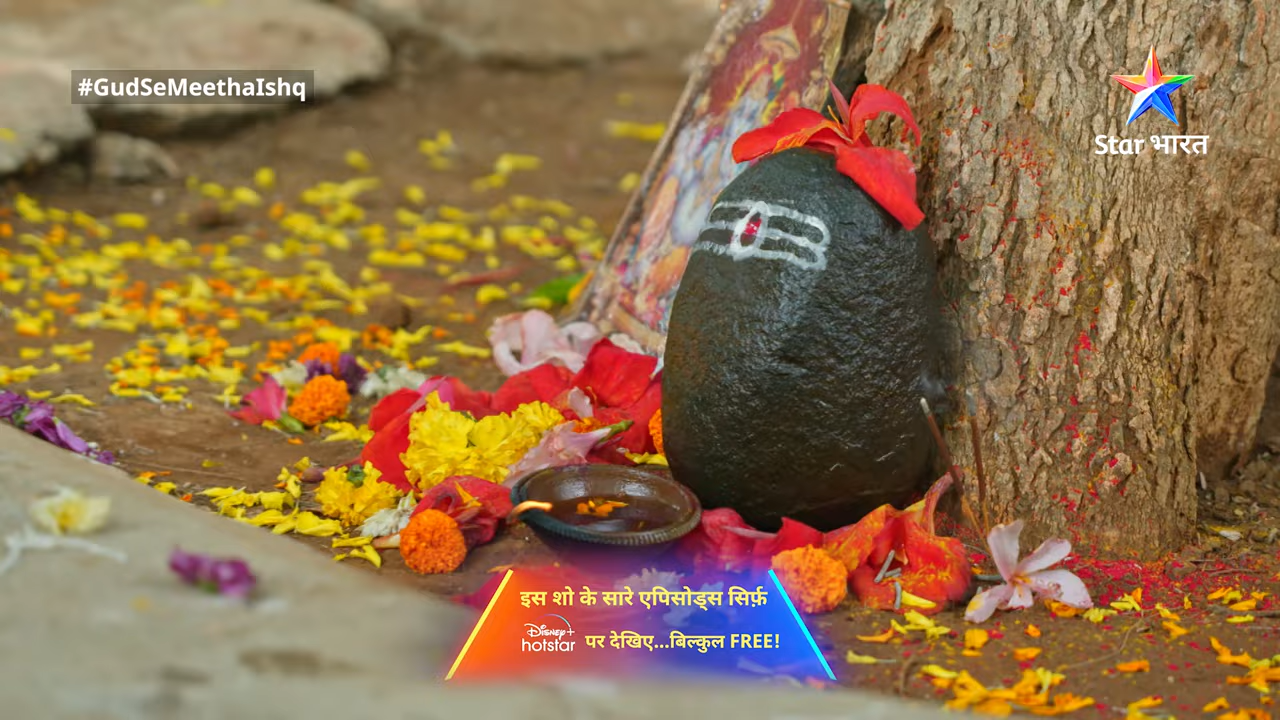 #GudSeMeethaIshq
Star भारत
इस शो के सारे एपिसोड्स सिर्फ़
Disney+
hotstar पर देखिए...बिल्कुल FREE!